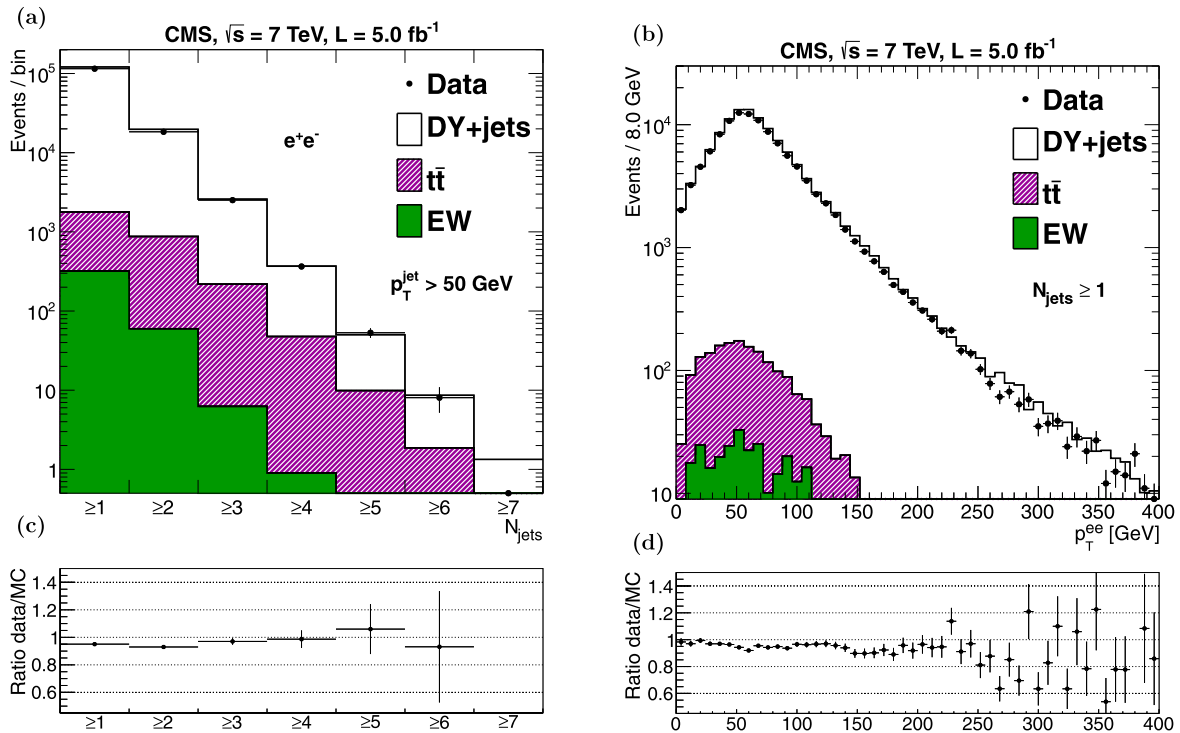 (a)
CMS, √s = 7 TeV, L = 5.0 fb⁻¹
Events / bin
10⁵
10⁴
10³
10²
10
1
Data
DY+jets
tt̄
EW
e⁺e⁻
p_T^jet > 50 GeV
≥1 ≥2 ≥3 ≥4 ≥5 ≥6 ≥7
N_jets
(b)
CMS, √s = 7 TeV, L = 5.0 fb⁻¹
Events / 8.0 GeV
10⁴
10³
10²
10
Data
DY+jets
tt̄
EW
N_jets ≥ 1
0 50 100 150 200 250 300 350 400
p_T^ee [GeV]
(c)
Ratio data/MC
1.4
1.2
1
0.8
0.6
≥1 ≥2 ≥3 ≥4 ≥5 ≥6 ≥7
(d)
Ratio data/MC
1.4
1.2
1
0.8
0.6
0 50 100 150 200 250 300 350 400